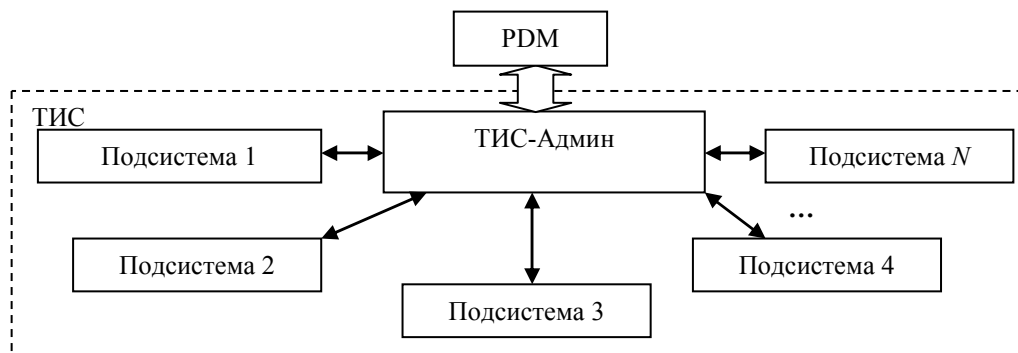 PDM
ТИС
ТИС-Админ
Подсистема 1
Подсистема N
...
Подсистема 2
Подсистема 4
Подсистема 3